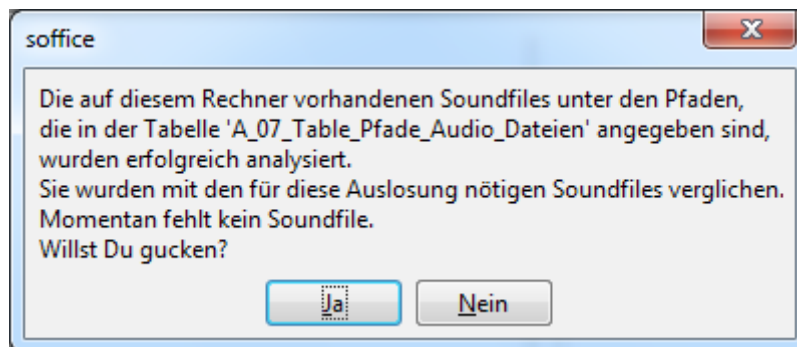 soffice
Die auf diesem Rechner vorhandenen Soundfiles unter den Pfaden,
die in der Tabelle 'A_07_Table_Pfade_Audio_Dateien' angegeben sind,
wurden erfolgreich analysiert.
Sie wurden mit den für diese Auslosung nötigen Soundfiles verglichen.
Momentan fehlt kein Soundfile.
Willst Du gucken?
Ja
Nein